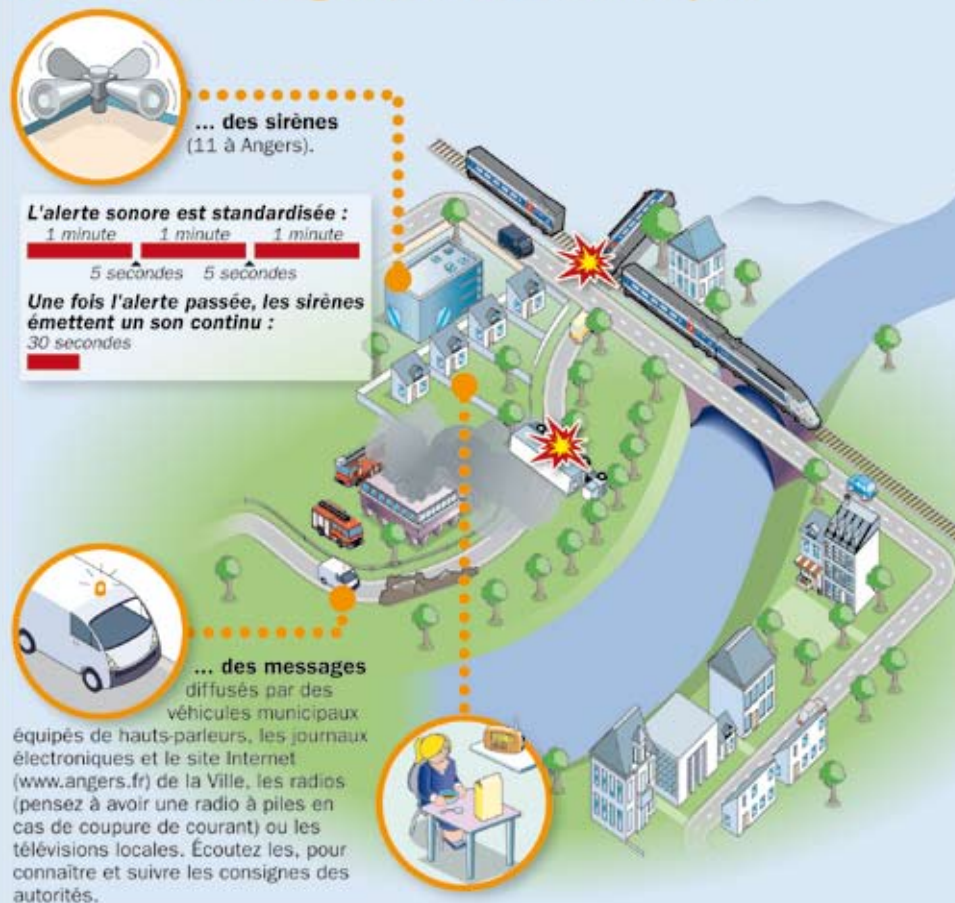 ... des sirènes
(11 à Angers).
L'alerte sonore est standardisée :
1 minute 1 minute 1 minute
5 secondes 5 secondes
Une fois l'alerte passée, les sirènes
émettent un son continu :
30 secondes
... des messages
diffusés par des
véhicules municipaux
équipés de hauts-parleurs, les journaux
électroniques et le site Internet
(www.angers.fr) de la Ville, les radios
(pensez à avoir une radio à piles en
cas de coupure de courant) ou les
télévisions locales. Écoutez les, pour
connaître et suivre les consignes des
autorités.